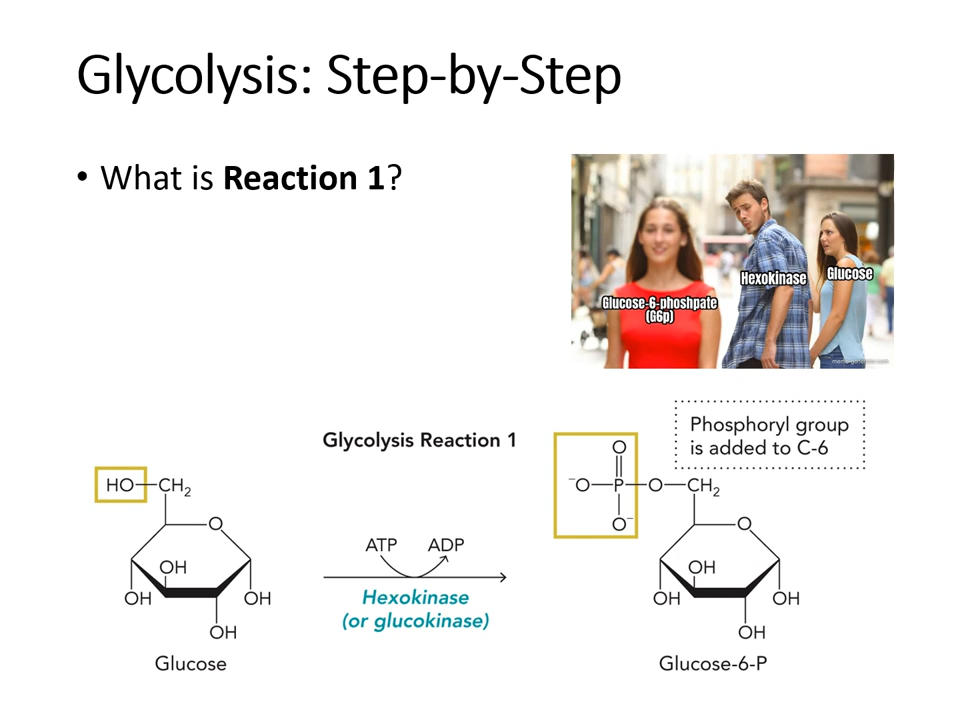 Glycolysis: Step-by-Step
• What is Reaction 1?
Glucose-6-phoshpate
(G6p)
Hexokinase
Glucose
Glycolysis Reaction 1
Phosphoryl group
is added to C-6
HO CH2
O
OH
OH
OH
OH
Glucose
ATP ADP
Hexokinase
(or glucokinase)
O
⁻O P O CH2
O⁻
O
OH
OH
OH
OH
Glucose-6-P